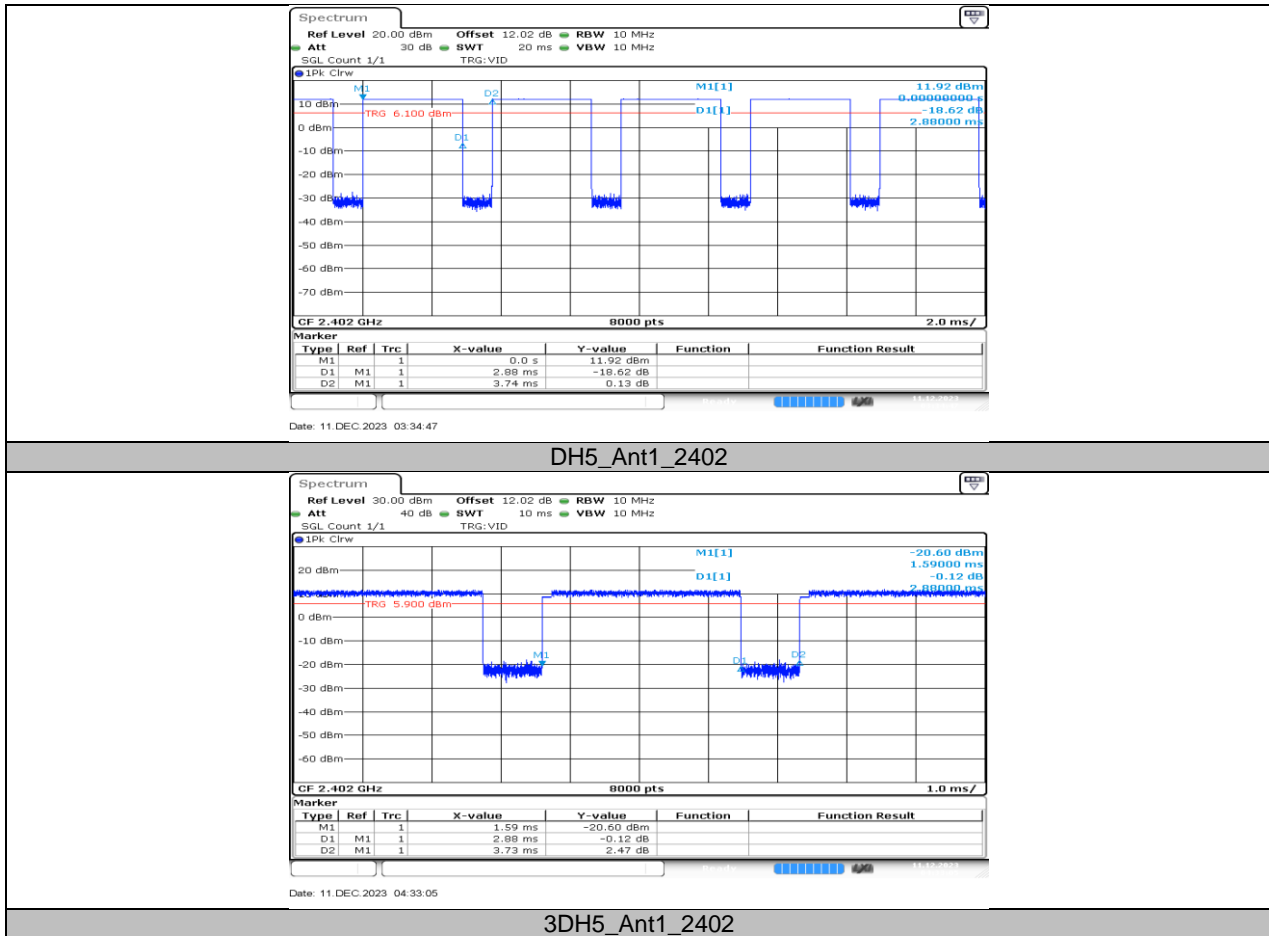 Spectrum
Ref Level 20.00 dBm Offset 12.02 dB RBW 10 MHz
Att 30 dB SWT 20 ms VBW 10 MHz
SGL Count 1/1 TRG:VID
1Pk Clrw
M1[1] 11.92 dBm
0.00000000 s
D1[1] -18.62 dB
2.88000 ms
M1
D2
D1
10 dBm
TRG 6.100 dBm
0 dBm
-10 dBm
-20 dBm
-30 dBm
-40 dBm
-50 dBm
-60 dBm
-70 dBm
CF 2.402 GHz 8000 pts 2.0 ms/
Marker
Type Ref Trc X-value Y-value Function Function Result
M1 1 0.0 s 11.92 dBm
D1 M1 1 2.88 ms -18.62 dB
D2 M1 1 3.74 ms 0.13 dB
Ready 11.12.2023
Date: 11.DEC.2023 03:34:47
DH5_Ant1_2402
Spectrum
Ref Level 30.00 dBm Offset 12.02 dB RBW 10 MHz
Att 40 dB SWT 10 ms VBW 10 MHz
SGL Count 1/1 TRG:VID
1Pk Clrw
M1[1] -20.60 dBm
1.59000 ms
D1[1] -0.12 dB
2.88000 ms
20 dBm
TRG 5.900 dBm
0 dBm
-10 dBm
M1
D1
D2
-20 dBm
-30 dBm
-40 dBm
-50 dBm
-60 dBm
CF 2.402 GHz 8000 pts 1.0 ms/
Marker
Type Ref Trc X-value Y-value Function Function Result
M1 1 1.59 ms -20.60 dBm
D1 M1 1 2.88 ms -0.12 dB
D2 M1 1 3.73 ms 2.47 dB
Ready 11.12.2023
Date: 11.DEC.2023 04:33:05
3DH5_Ant1_2402